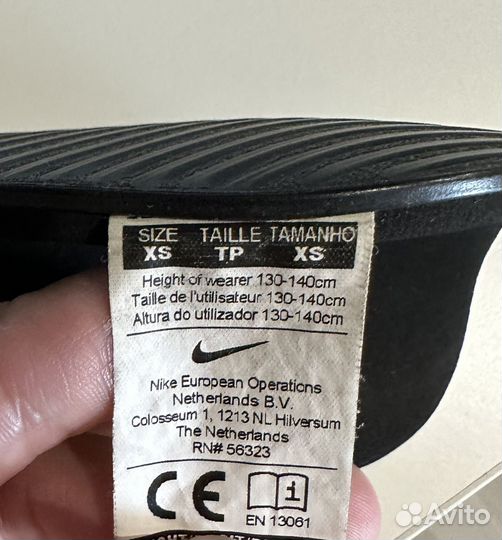 SIZE TAILLE TAMANHO
XS TP XS
Height of wearer 130-140cm
Taille de l'utilisateur 130-140cm
Altura do utilizador 130-140cm
Nike European Operations
Netherlands B.V.
Colosseum 1, 1213 NL Hilversum
The Netherlands
RN# 56323
CE
i
EN 13061
Avito